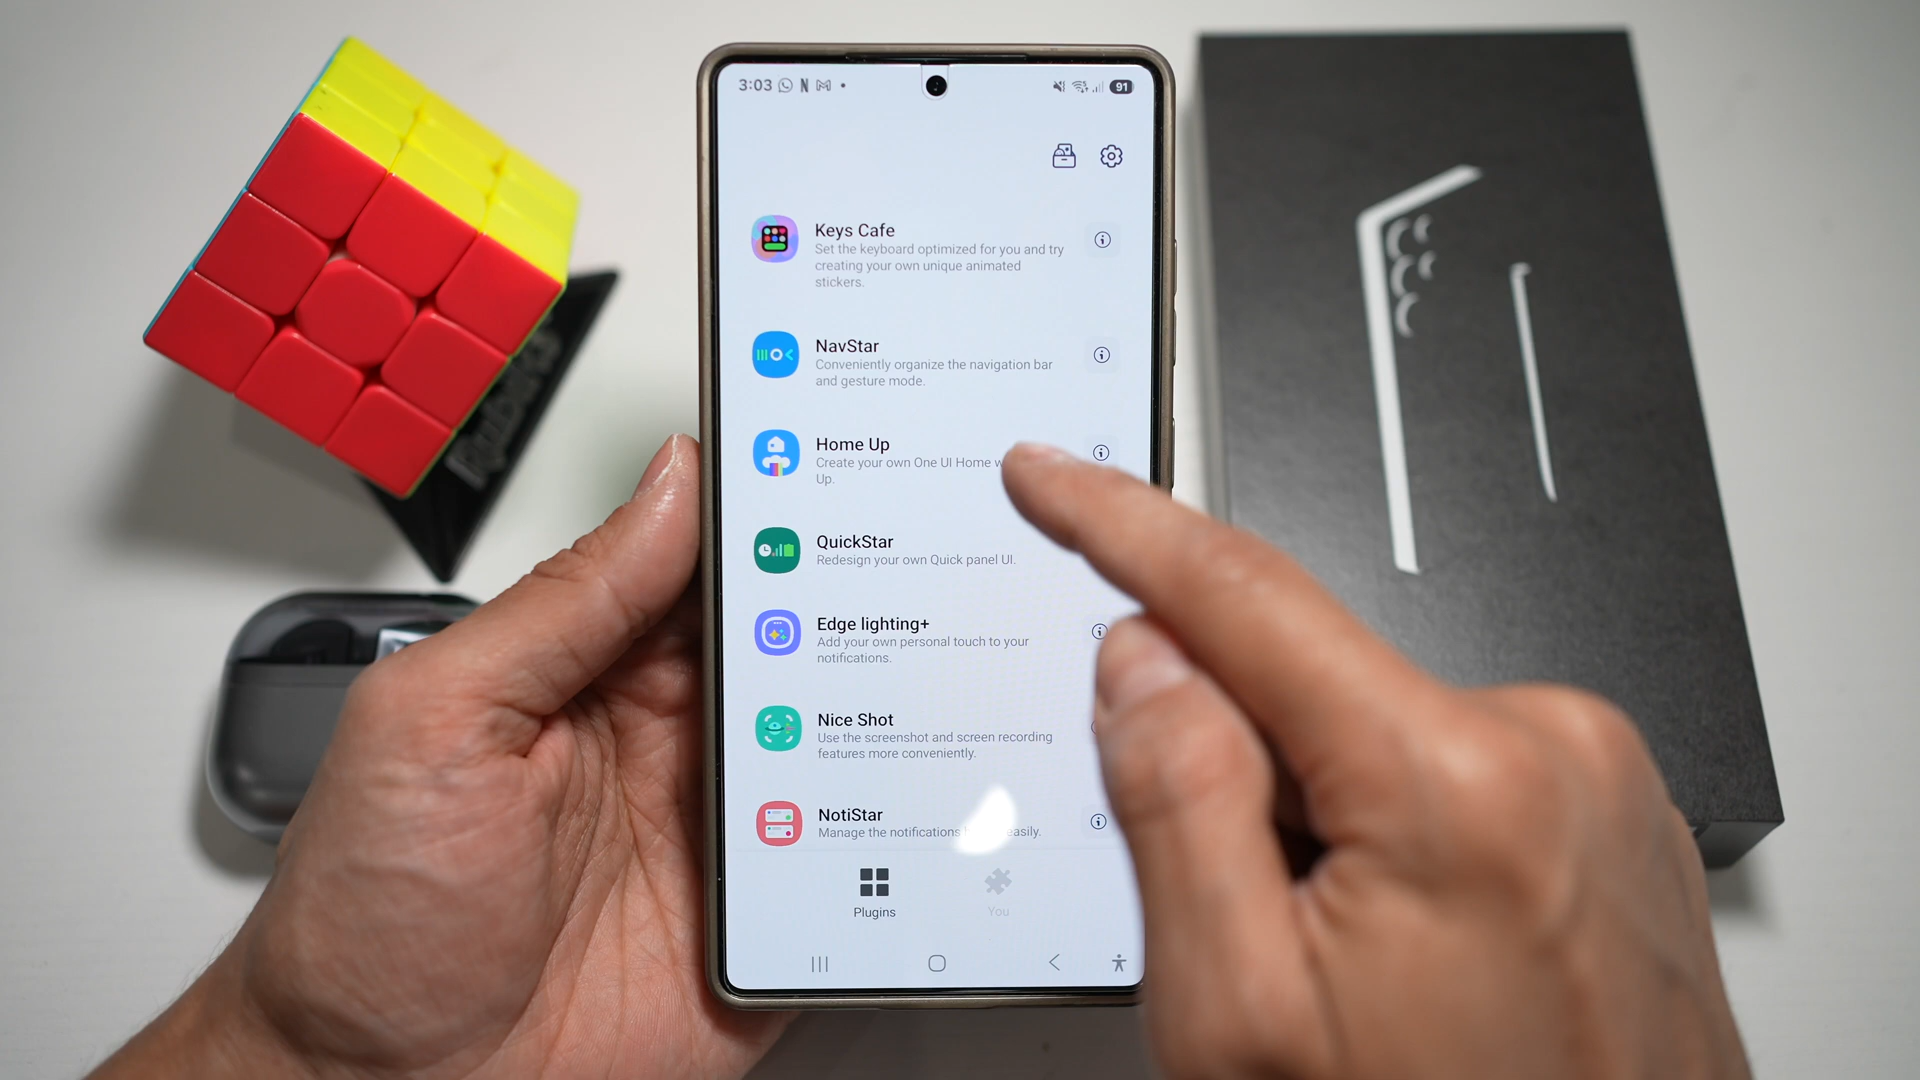 3:03
91
Keys Cafe
Set the keyboard optimized for you and try
creating your own unique animated
stickers.
NavStar
Conveniently organize the navigation bar
and gesture mode.
Home Up
Create your own One UI Home
Up.
QuickStar
Redesign your own Quick panel UI.
Edge lighting+
Add your own personal touch to your
notifications.
Nice Shot
Use the screenshot and screen recording
features more conveniently.
NotiStar
Manage the notifications easily.
Plugins
You